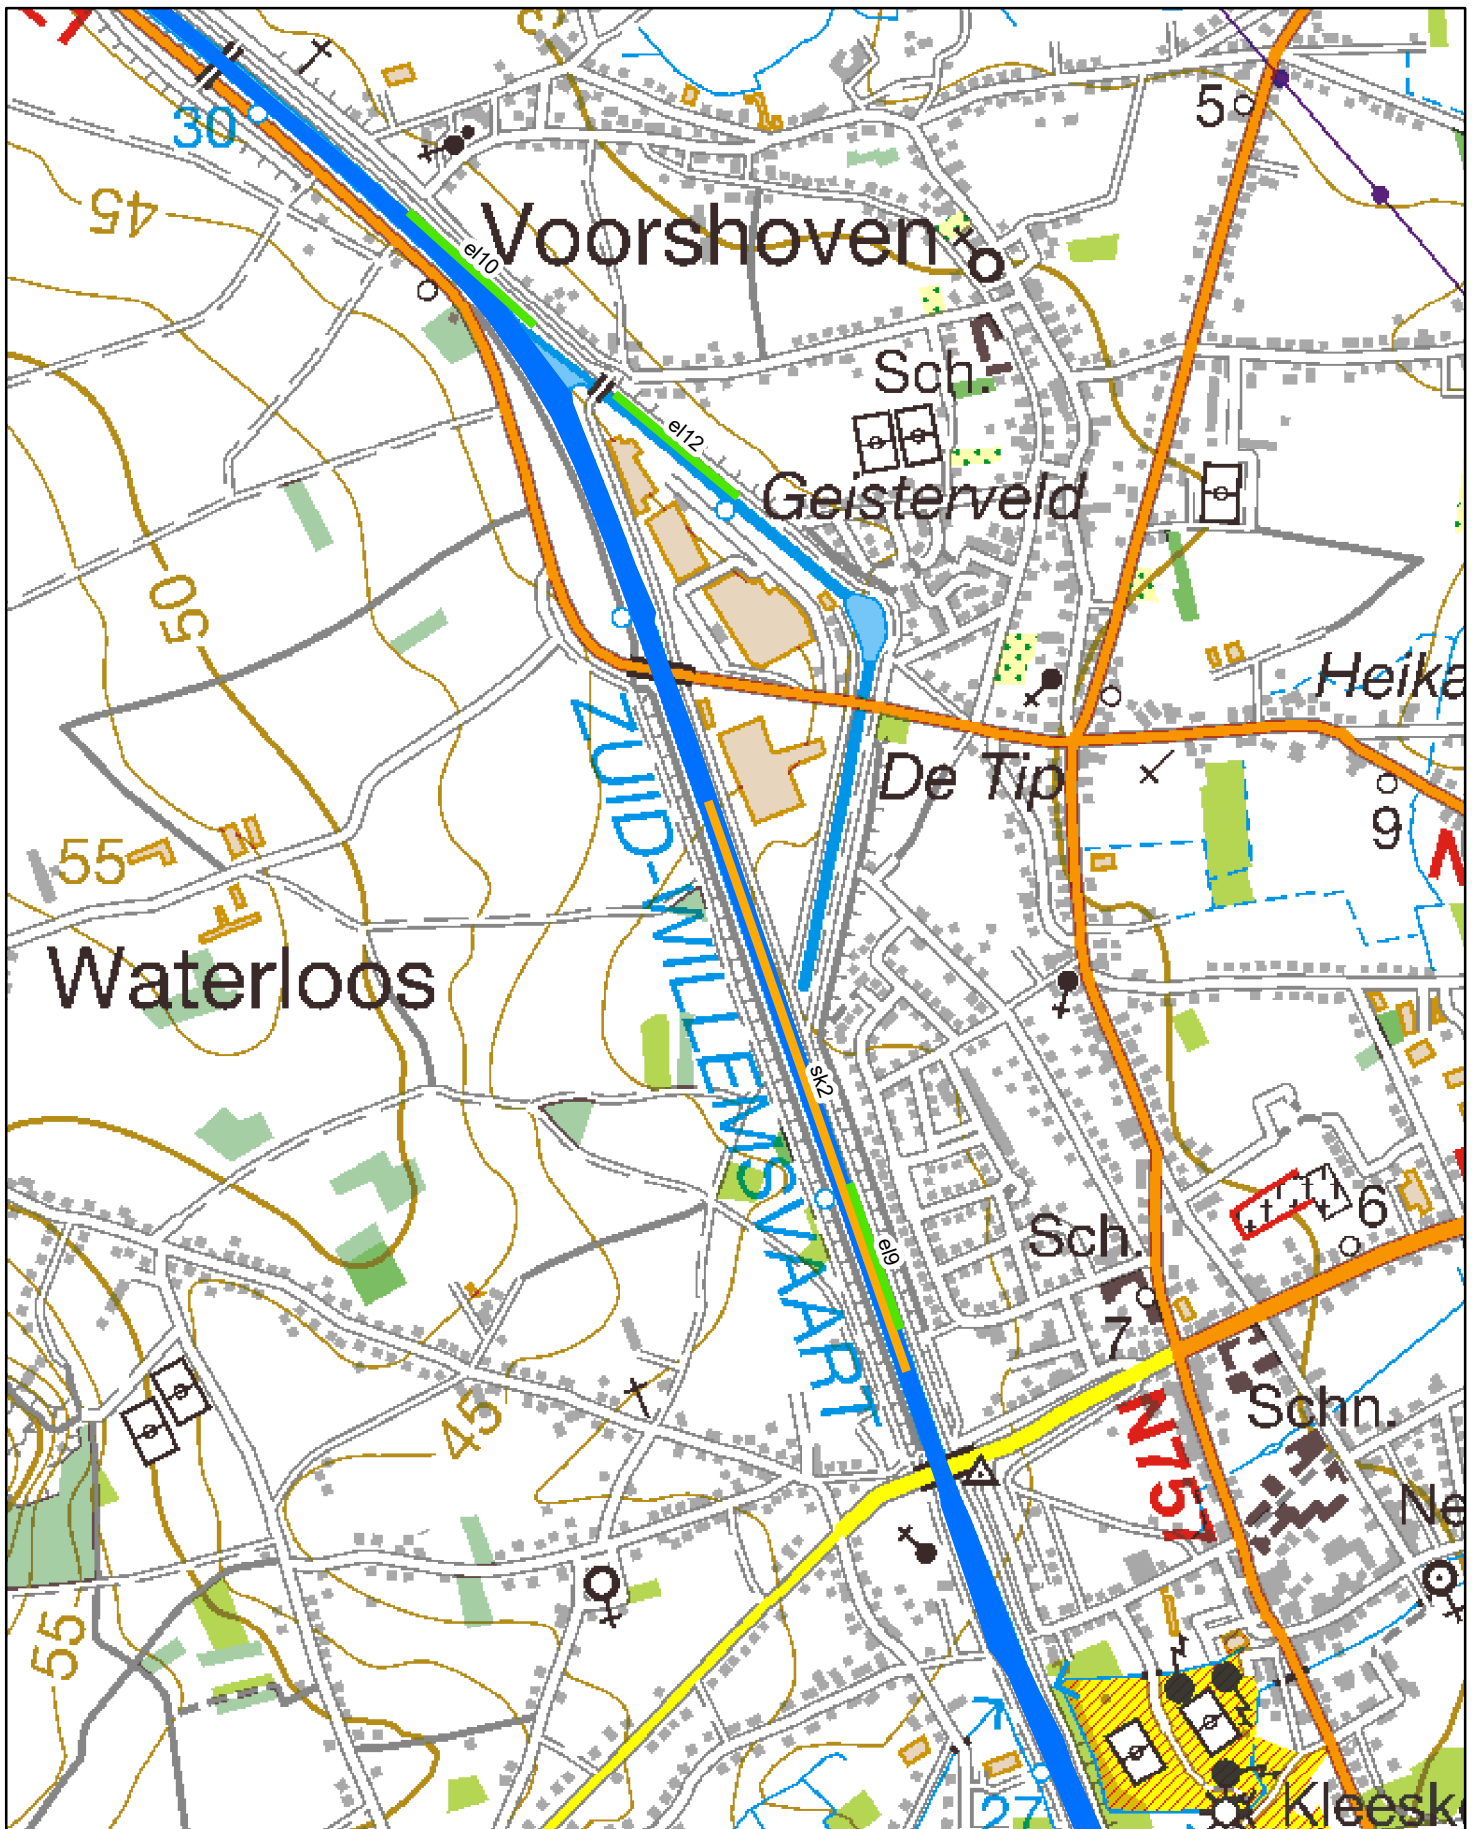 5
30
45
Voorshoven
el10
Sch.
el12
Geisterveld
50
Heika
ZUID-WILLEMSVAART
De Tip
9
55
Waterloos
sk2
6
Sch.
el9
7
45
N757
Schn.
Ne
55
27
Kleesk